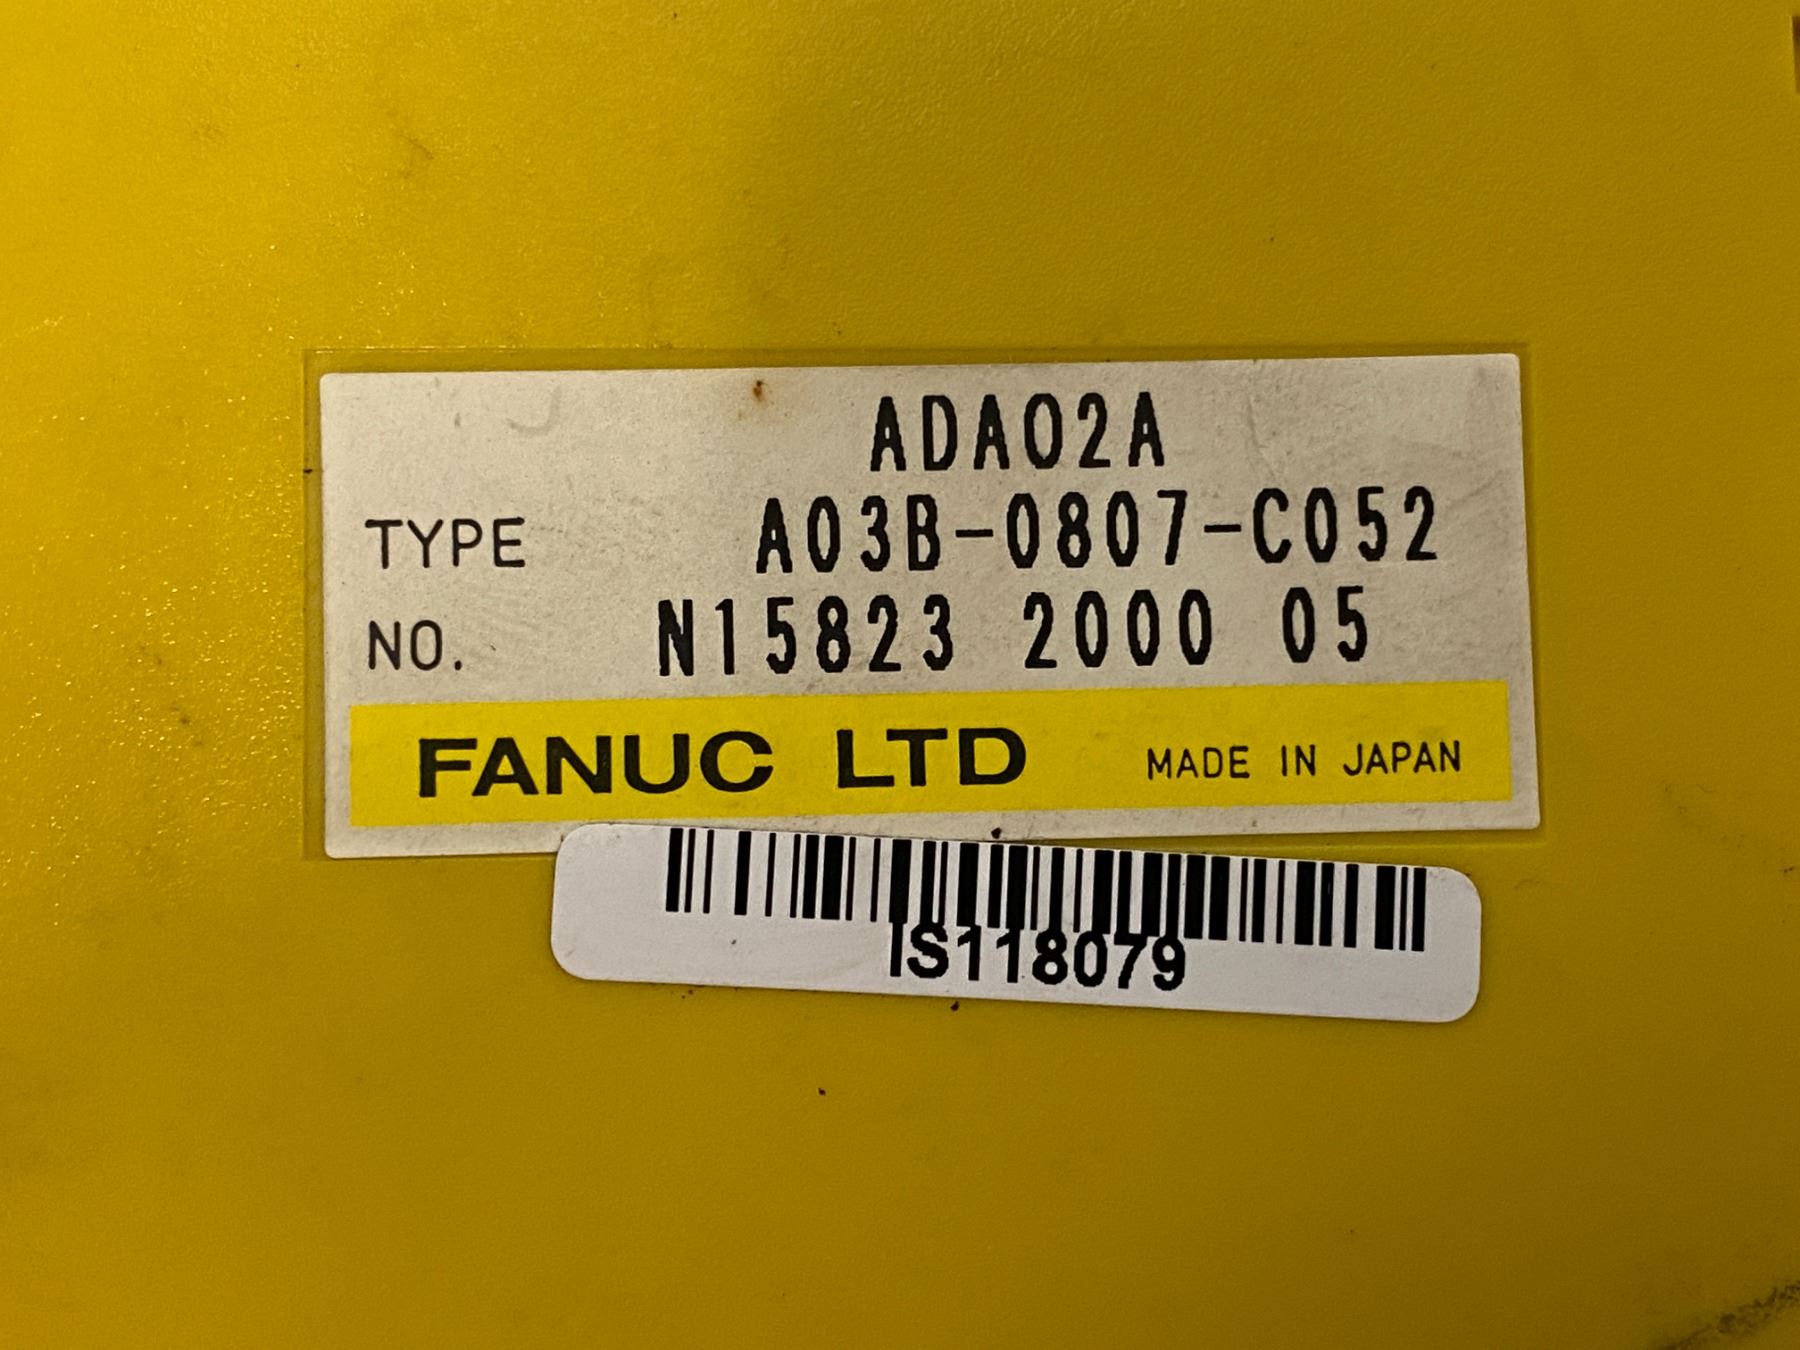 ADA02A
TYPE A03B-0807-C052
NO. N15823 2000 05
FANUC LTD MADE IN JAPAN
IS118079